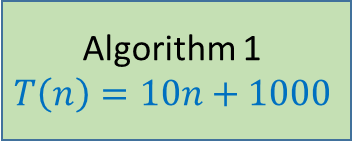 Algorithm 1
T(n) = 10n + 1000